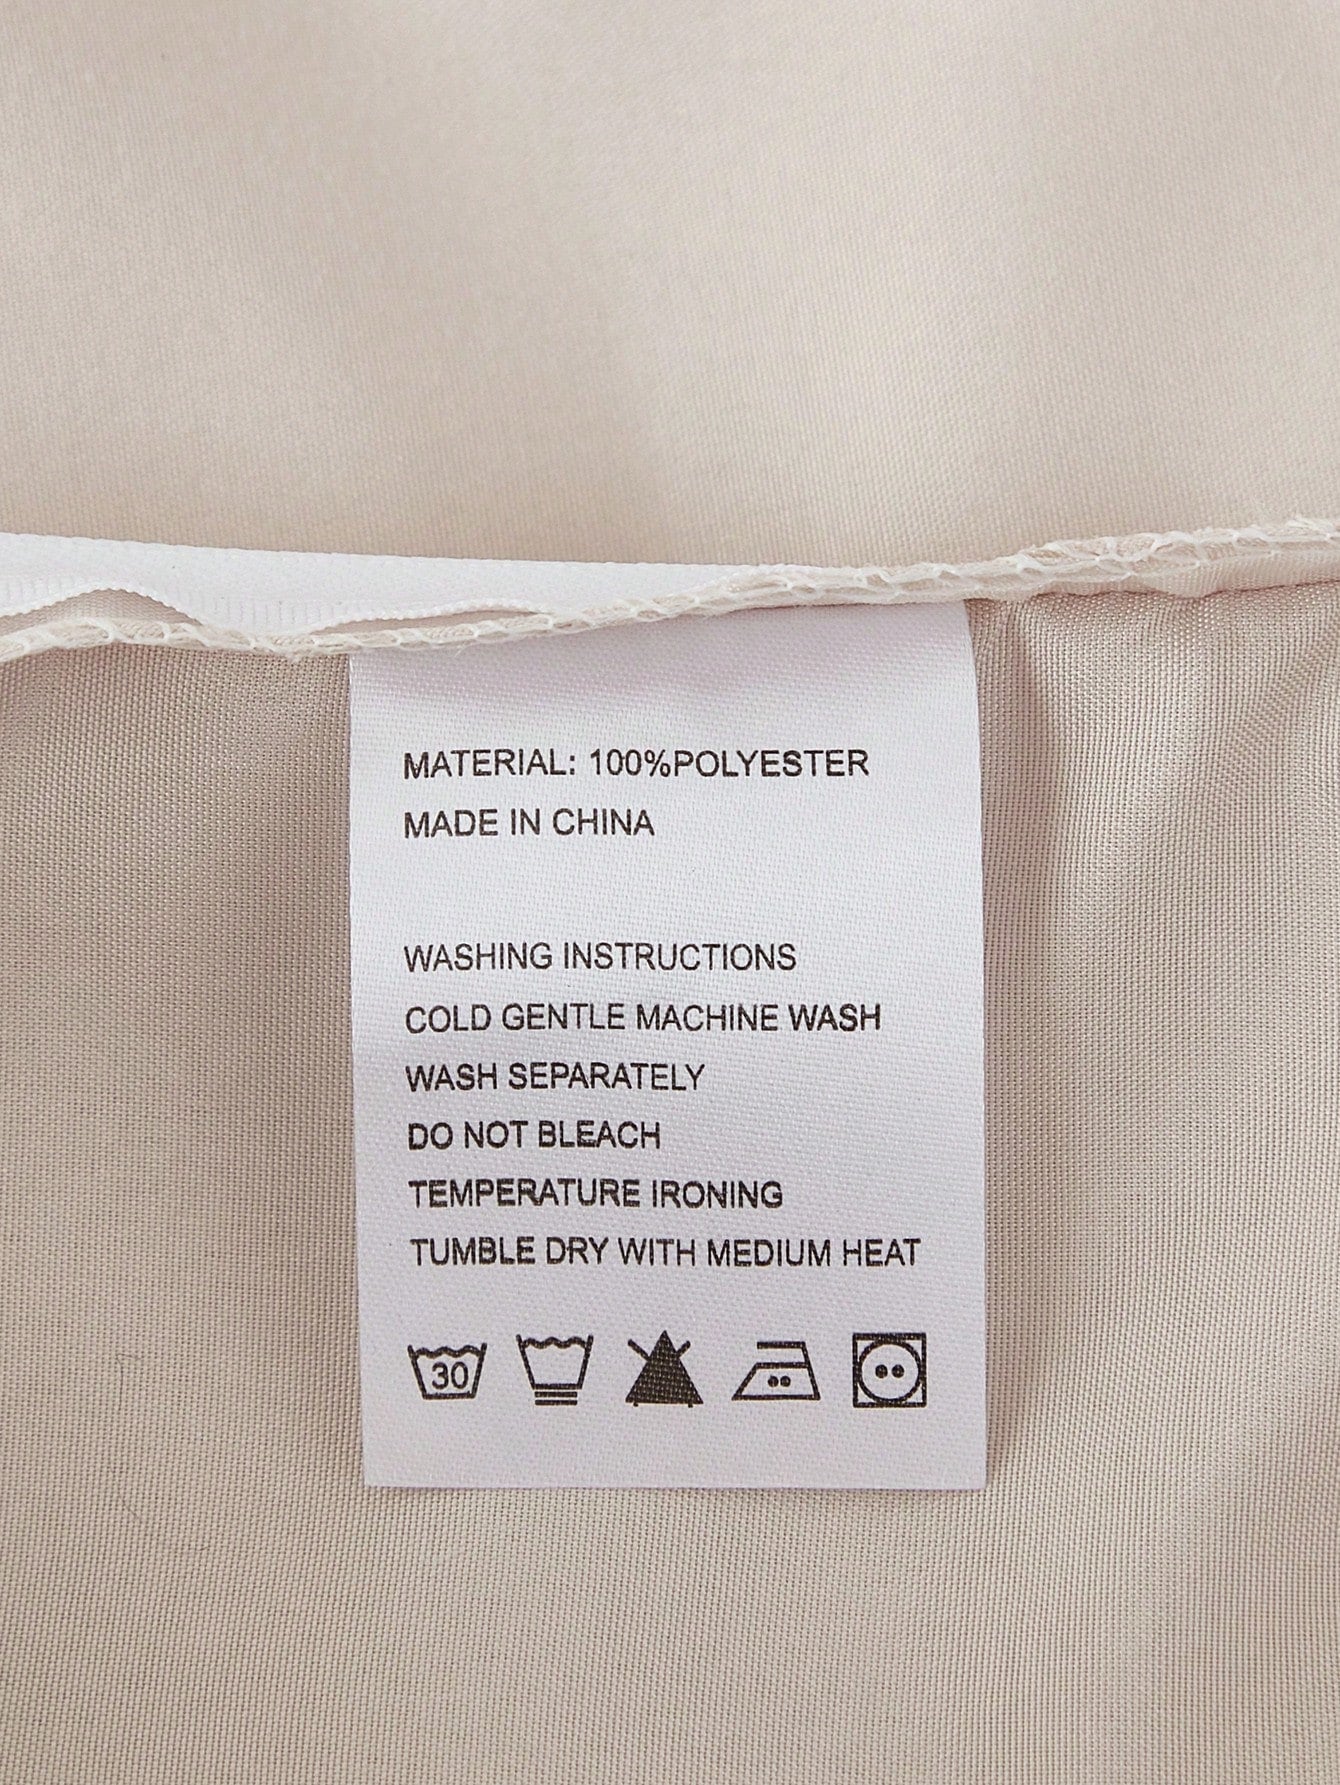 MATERIAL: 100%POLYESTER
MADE IN CHINA
WASHING INSTRUCTIONS
COLD GENTLE MACHINE WASH
WASH SEPARATELY
DO NOT BLEACH
TEMPERATURE IRONING
TUMBLE DRY WITH MEDIUM HEAT
30